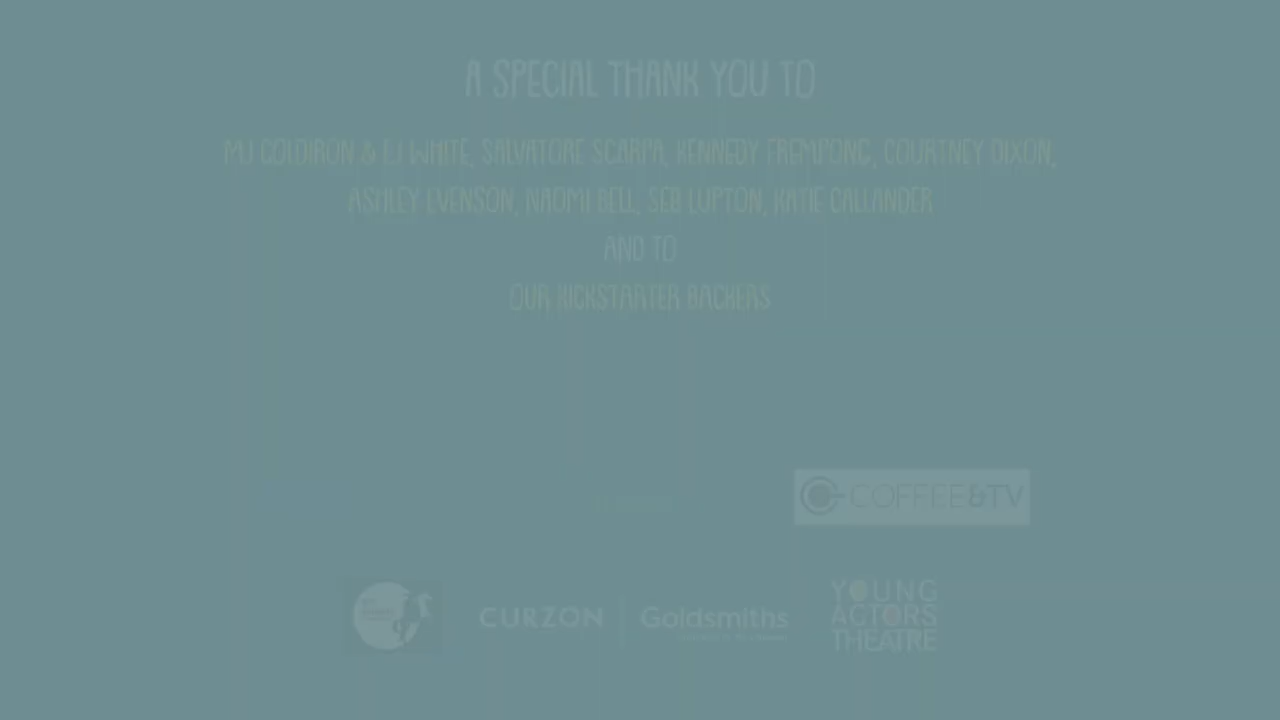 A SPECIAL THANK YOU TO
MJ COLDIRON & EJ WHITE, SALVATORE SCARPA, KENNEDY FREMPONG, COURTNEY DIXON,
ASHLEY EVENSON, NAOMI BELL, SEB LUPTON, KATIE CALLANDER
AND TO
OUR KICKSTARTER BACKERS
COFFEE&TV
CURZON
Goldsmiths
YOUNG
ACTORS
THEATRE